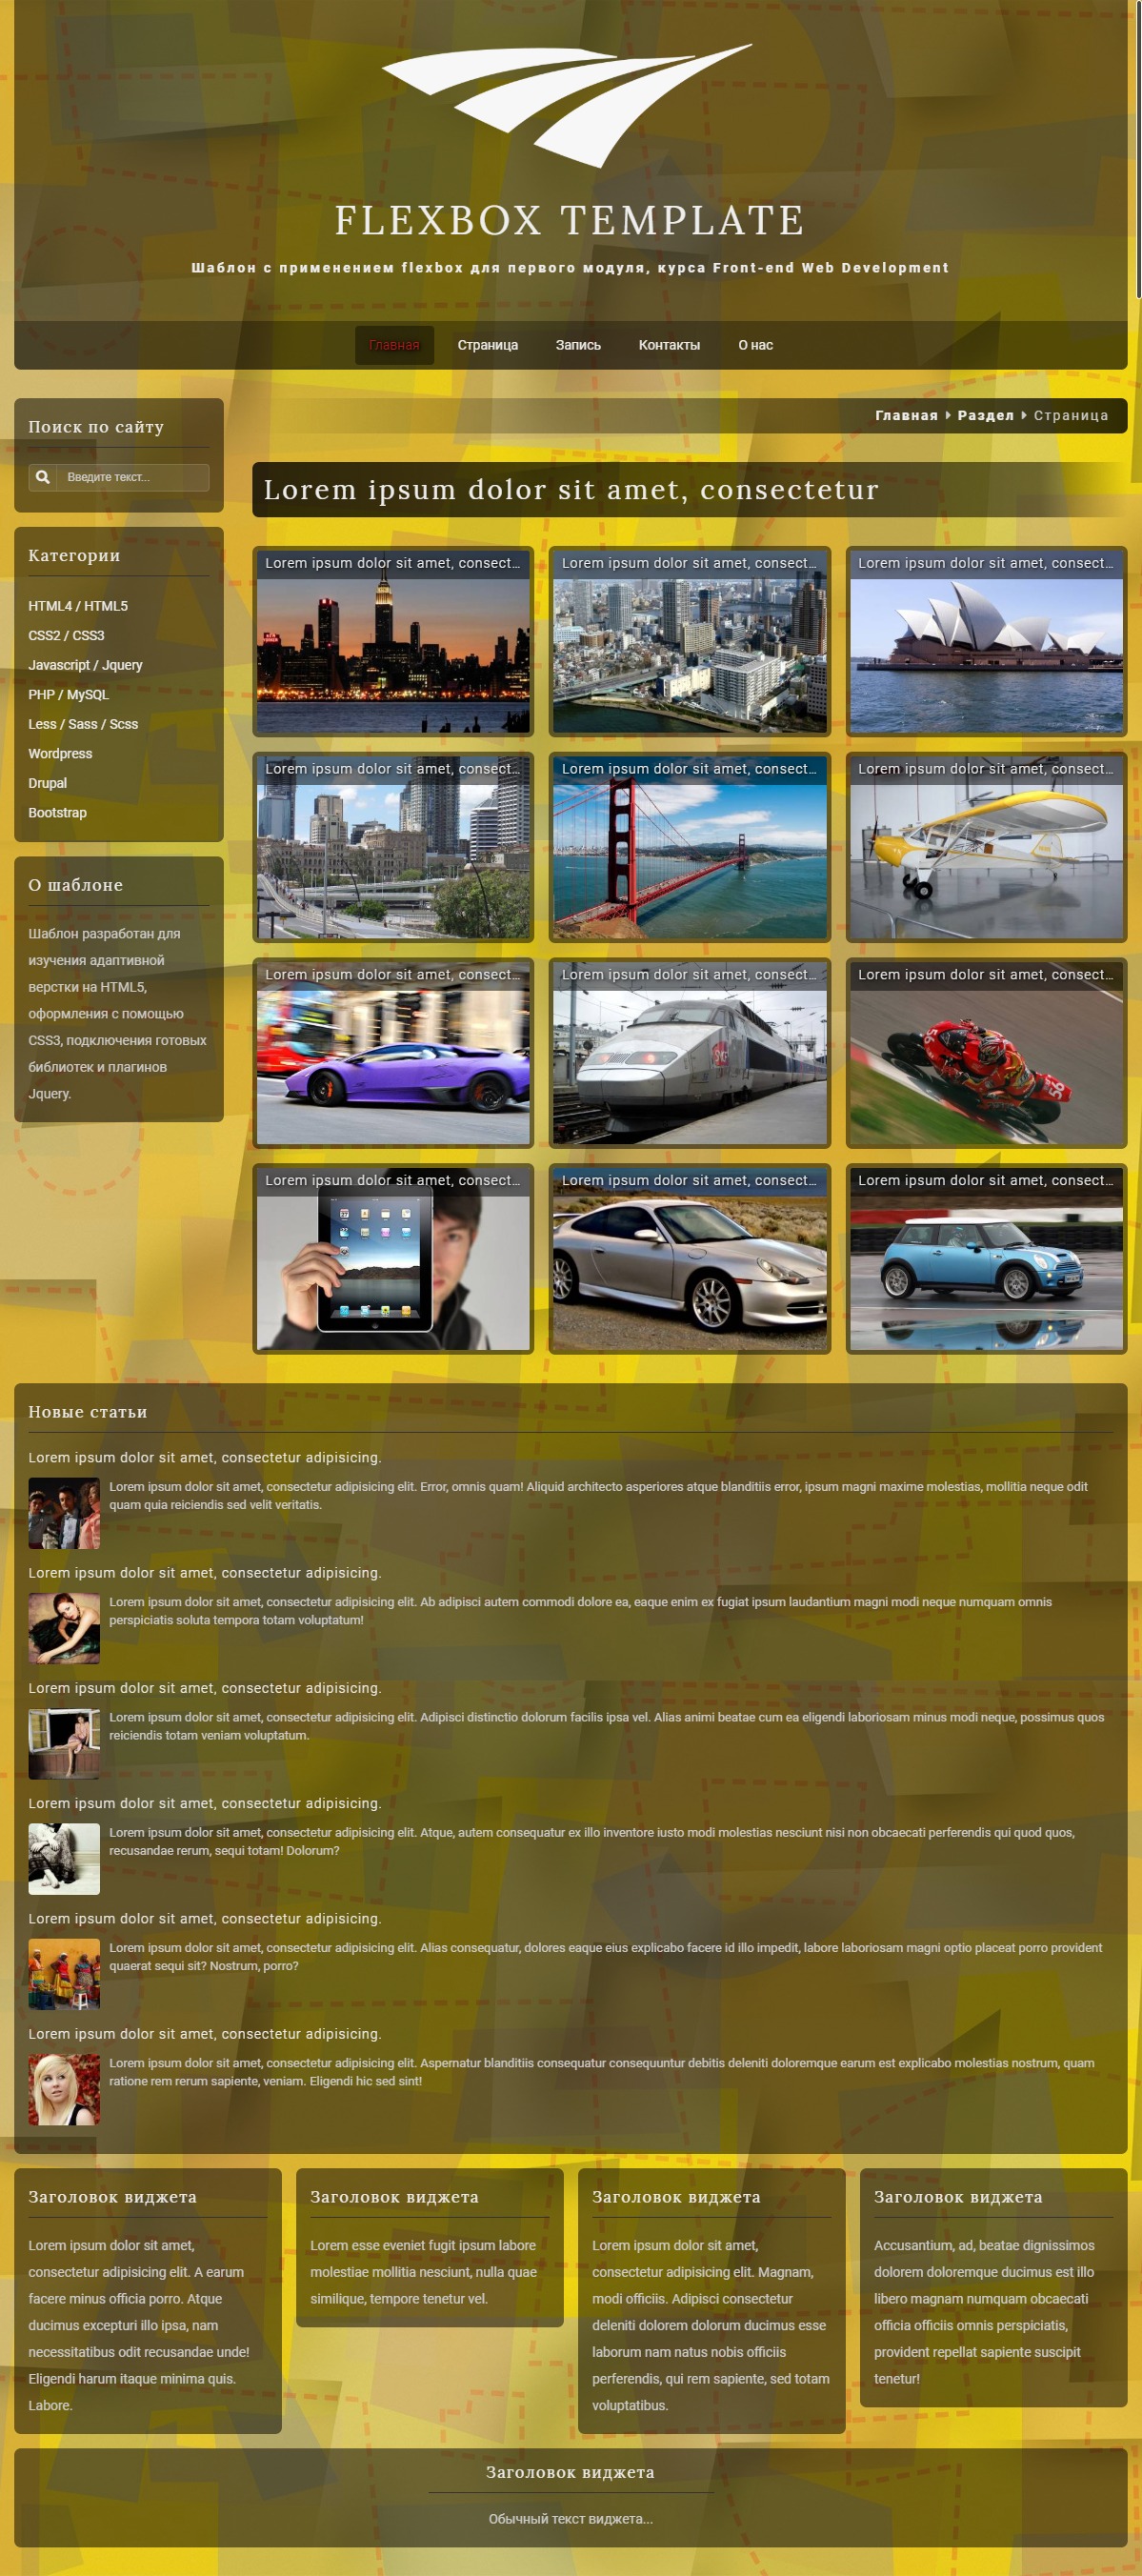 FLEXBOX TEMPLATE
Шаблон с применением flexbox для первого модуля, курса Front-end Web Development
Главная Страница Запись Контакты О нас
Поиск по сайту
Введите текст...
Категории
HTML4 / HTML5
CSS2 / CSS3
Javascript / Jquery
PHP / MySQL
Less / Sass / Scss
Wordpress
Drupal
Bootstrap
О шаблоне
Шаблон разработан для
изучения адаптивной
верстки на HTML5,
оформления с помощью
CSS3, подключения готовых
библиотек и плагинов
Jquery.
Главная Раздел Страница
Lorem ipsum dolor sit amet, consectetur
Lorem ipsum dolor sit amet, consect...
Lorem ipsum dolor sit amet, consect...
Lorem ipsum dolor sit amet, consect...
Lorem ipsum dolor sit amet, consect...
Lorem ipsum dolor sit amet, consect...
Lorem ipsum dolor sit amet, consect...
Lorem ipsum dolor sit amet, consect...
Lorem ipsum dolor sit amet, consect...
Lorem ipsum dolor sit amet, consect...
56
56
Lorem ipsum dolor sit amet, consect...
Lorem ipsum dolor sit amet, consect...
Lorem ipsum dolor sit amet, consect...
Новые статьи
Lorem ipsum dolor sit amet, consectetur adipisicing.
Lorem ipsum dolor sit amet, consectetur adipisicing elit. Error, omnis quam! Aliquid architecto asperiores atque blanditiis error, ipsum magni maxime molestias, mollitia neque odit
quam quia reiciendis sed velit veritatis.
Lorem ipsum dolor sit amet, consectetur adipisicing.
Lorem ipsum dolor sit amet, consectetur adipisicing elit. Ab adipisci autem commodi dolore ea, eaque enim ex fugiat ipsum laudantium magni modi neque numquam omnis
perspiciatis soluta tempora totam voluptatum!
Lorem ipsum dolor sit amet, consectetur adipisicing.
Lorem ipsum dolor sit amet, consectetur adipisicing elit. Adipisci distinctio dolorum facilis ipsa vel. Alias animi beatae cum ea eligendi laboriosam minus modi neque, possimus quos
reiciendis totam veniam voluptatum.
Lorem ipsum dolor sit amet, consectetur adipisicing.
Lorem ipsum dolor sit amet, consectetur adipisicing elit. Atque, autem consequatur ex illo inventore iusto modi molestias nesciunt nisi non obcaecati perferendis qui quod quos,
recusandae rerum, sequi totam! Dolorum?
Lorem ipsum dolor sit amet, consectetur adipisicing.
Lorem ipsum dolor sit amet, consectetur adipisicing elit. Alias consequatur, dolores eaque eius explicabo facere id illo impedit, labore laboriosam magni optio placeat porro provident
quaerat sequi sit? Nostrum, porro?
Lorem ipsum dolor sit amet, consectetur adipisicing.
Lorem ipsum dolor sit amet, consectetur adipisicing elit. Aspernatur blanditiis consequatur consequuntur debitis deleniti doloremque earum est explicabo molestias nostrum, quam
ratione rem rerum sapiente, veniam. Eligendi hic sed sint!
Заголовок виджета
Lorem ipsum dolor sit amet,
consectetur adipisicing elit. A earum
facere minus officia porro. Atque
ducimus excepturi illo ipsa, nam
necessitatibus odit recusandae unde!
Eligendi harum itaque minima quis.
Labore.
Заголовок виджета
Lorem esse eveniet fugit ipsum labore
molestiae mollitia nesciunt, nulla quae
similique, tempore tenetur vel.
Заголовок виджета
Lorem ipsum dolor sit amet,
consectetur adipisicing elit. Magnam,
modi officiis. Adipisci consectetur
deleniti dolorem dolorum ducimus esse
laborum nam natus nobis officiis
perferendis, qui rem sapiente, sed totam
voluptatibus.
Заголовок виджета
Accusantium, ad, beatae dignissimos
dolorem doloremque ducimus est illo
libero magnam numquam obcaecati
officia officiis omnis perspiciatis,
provident repellat sapiente suscipit
tenetur!
Заголовок виджета
Обычный текст виджета...